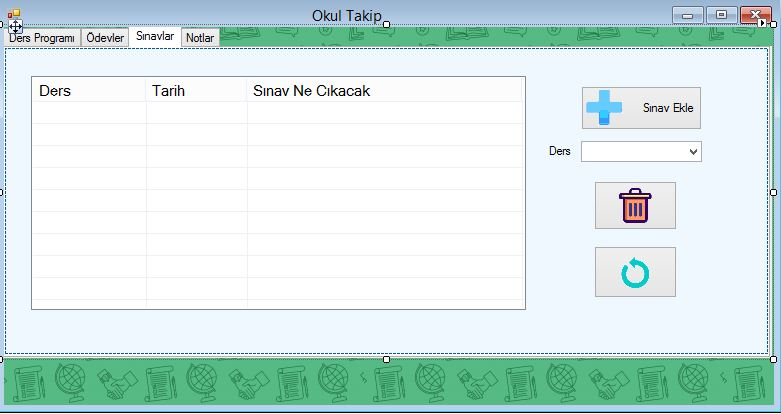 Okul Takip
Ders Programı Ödevler Sınavlar Notlar
Ders Tarih Sınav Ne Cıkacak
Sınav Ekle
Ders